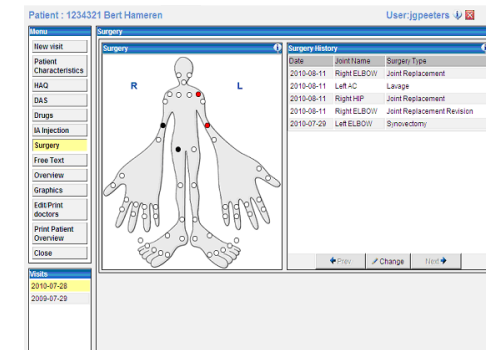 Patient : 1234321 Bert Hameren
User:jgpeeters
Menu
Surgery
New visit
Patient
Characteristics
HAQ
DAS
Drugs
IA Injection
Surgery
Free Text
Overview
Graphics
Edit/Print
doctors
Print Patient
Overview
Close
Visits
2010-07-28
2009-07-29
Surgery
R L
Surgery History
Date Joint Name Surgery Type
2010-08-11 Right ELBOW Joint Replacement
2010-08-11 Left AC Lavage
2010-08-11 Right HIP Joint Replacement
2010-08-11 Right ELBOW Joint Replacement Revision
2010-07-29 Left ELBOW Synovectomy
Prev Change Next